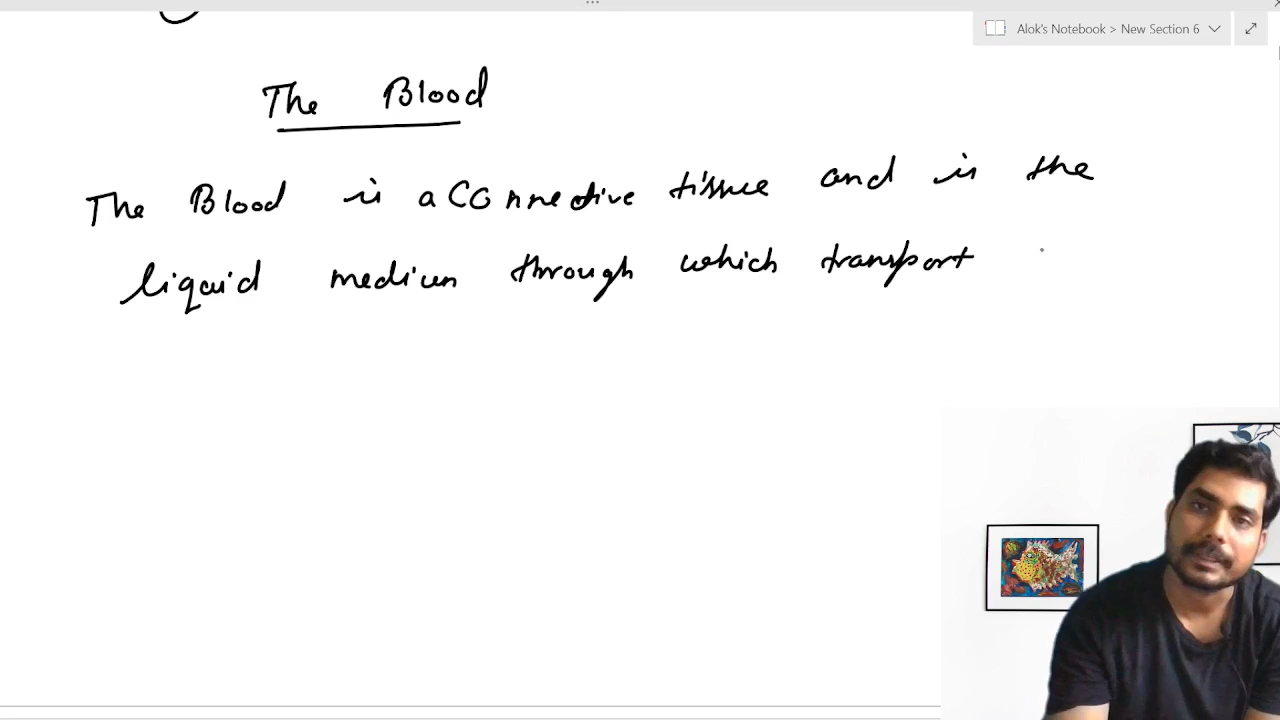 Alok's Notebook > New Section 6
The Blood
The Blood is a Connective tissue and is the
liquid medium through which transport